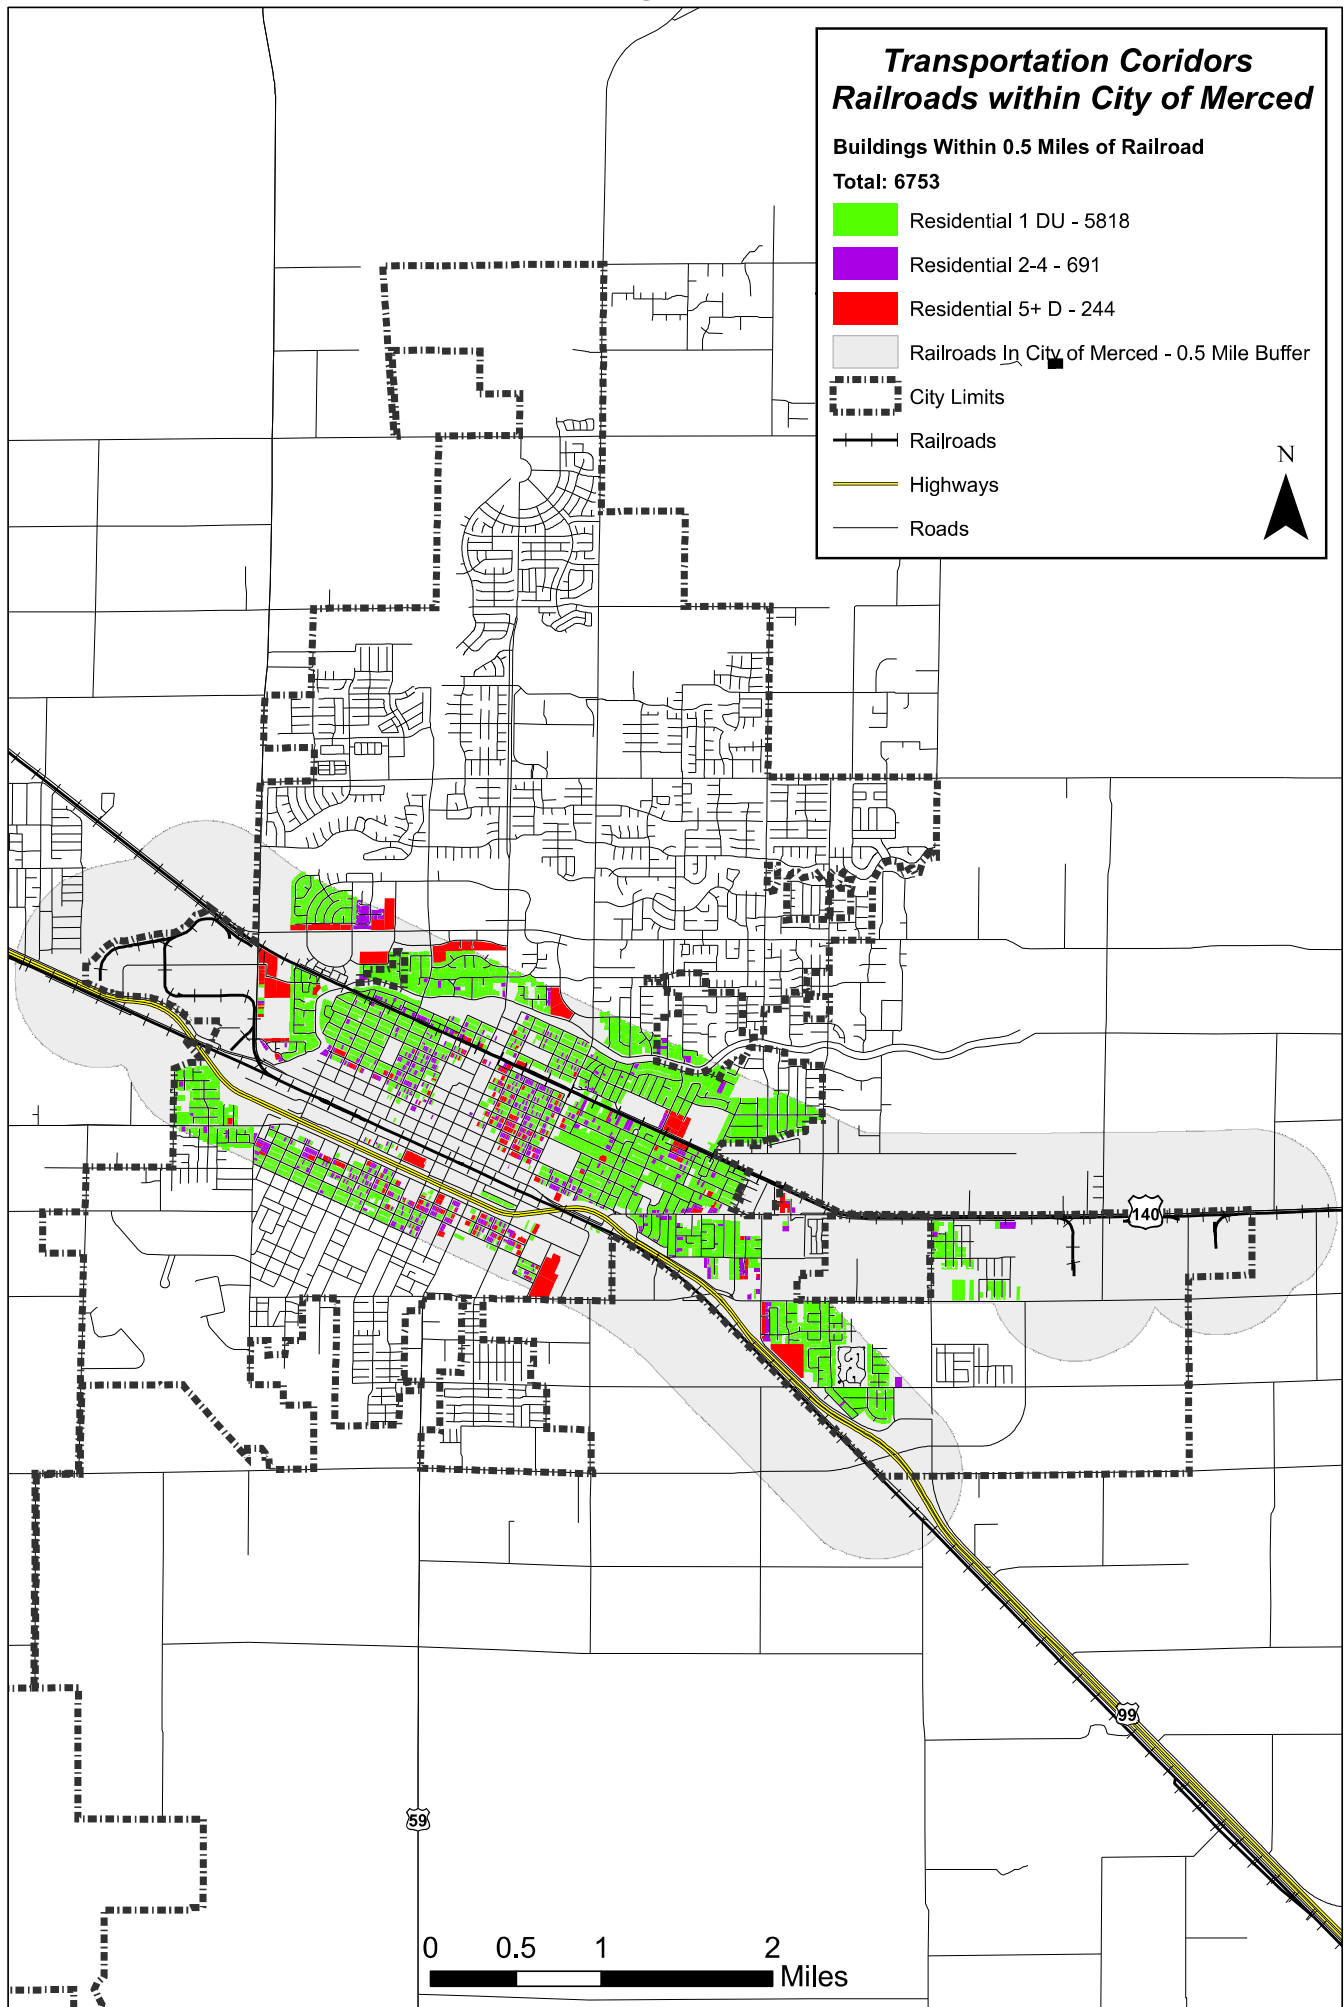 Transportation Coridors
Railroads within City of Merced
Buildings Within 0.5 Miles of Railroad
Total: 6753
Residential 1 DU - 5818
Residential 2-4 - 691
Residential 5+ D - 244
Railroads In City of Merced - 0.5 Mile Buffer
City Limits
Railroads
Highways
Roads
N
140
99
59
0 0.5 1 2
Miles